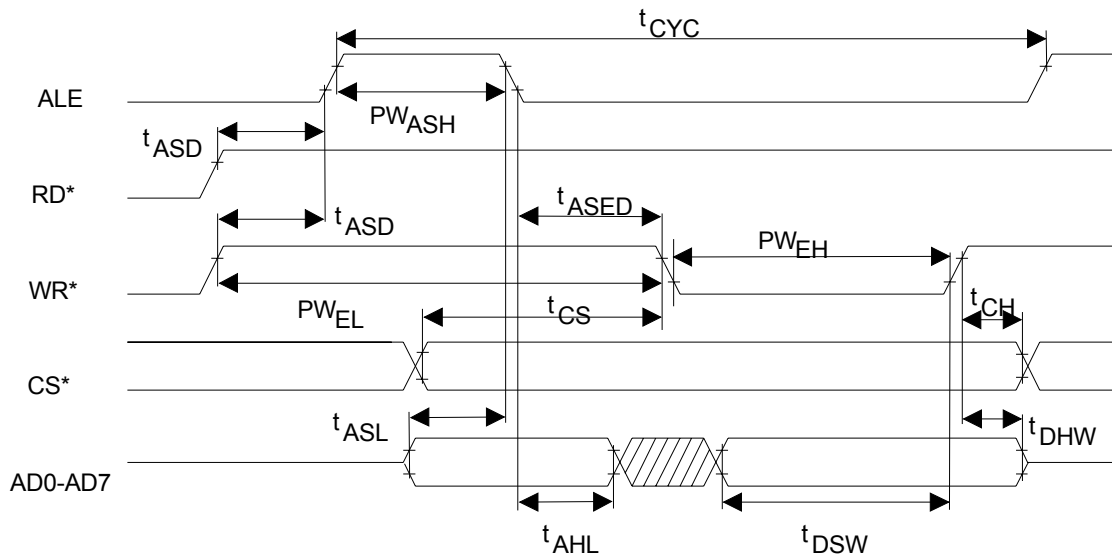 tCYC
ALE
PWASH
tASD
RD*
tASED
tASD
PWEH
WR*
PWEL
tCS
tCH
CS*
tASL
tDHW
AD0-AD7
tAHL
tDSW